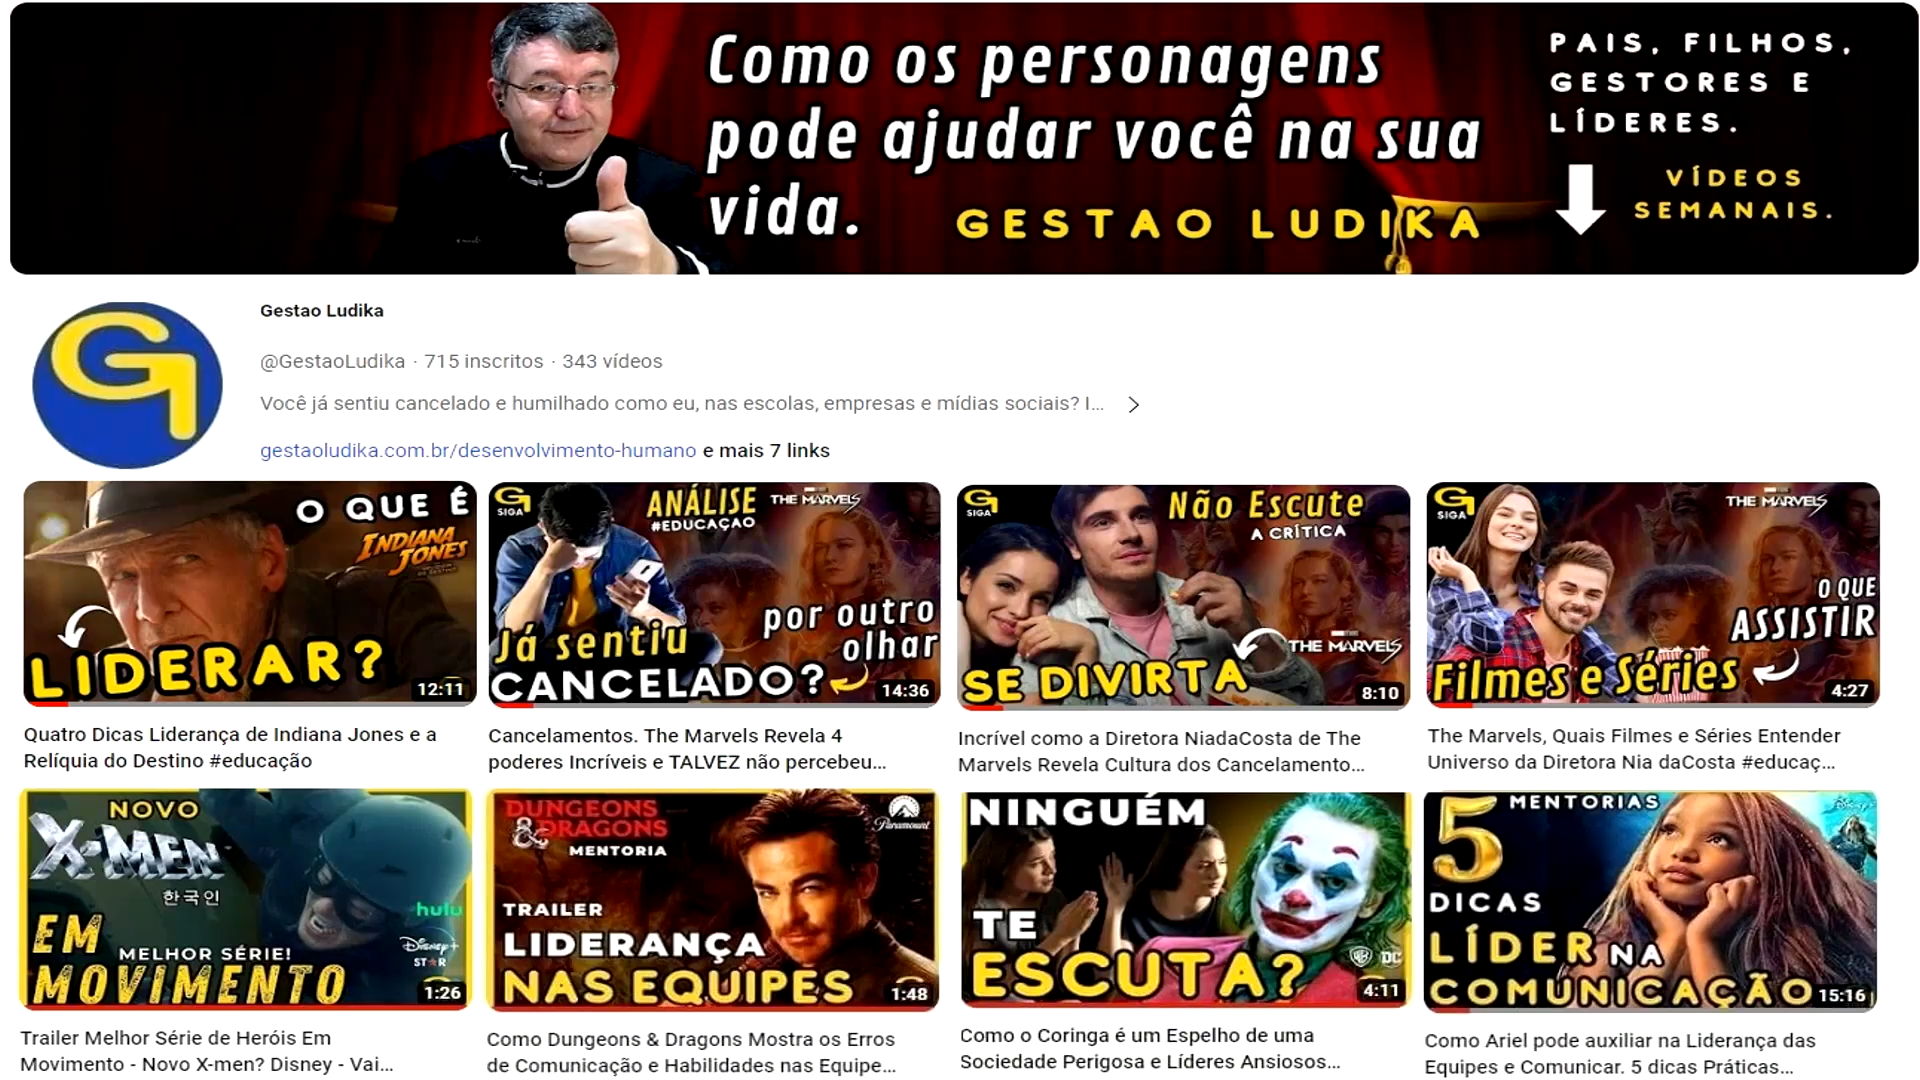 Como os personagens
pode ajudar você na sua
vida.
GESTAO LUDIKA
PAIS, FILHOS,
GESTORES E
LÍDERES.
VÍDEOS
SEMANAIS.
Gestao Ludika
@GestaoLudika · 715 inscritos · 343 vídeos
Você já sentiu cancelado e humilhado como eu, nas escolas, empresas e mídias sociais? I...
gestaoludika.com.br/desenvolvimento-humano e mais 7 links
O QUE É
INDIANA
JONES
LIDERAR?
12:11
Quatro Dicas Liderança de Indiana Jones e a
Relíquia do Destino #educação
SIGA
ANÁLISE
#EDUCAÇAO
THE MARVELS
por outro
olhar
Já sentiu
CANCELADO?
14:36
Cancelamentos. The Marvels Revela 4
poderes Incríveis e TALVEZ não percebeu...
SIGA
Não Escute
A CRÍTICA
THE MARVELS
SE DIVIRTA
8:10
Incrível como a Diretora NiadaCosta de The
Marvels Revela Cultura dos Cancelamento...
SIGA
THE MARVELS
O QUE
ASSISTIR
Filmes e Séries
4:27
The Marvels, Quais Filmes e Séries Entender
Universo da Diretora Nia daCosta #educaç...
NOVO
X-MEN
한국인
hulu
EM
MELHOR SÉRIE!
Disney+
STAR
MOVIMENTO
1:26
Trailer Melhor Série de Heróis Em
Movimento - Novo X-men? Disney - Vai...
DUNGEONS
& DRAGONS
MENTORIA
Paramount
TRAILER
LIDERANÇA
NAS EQUIPES
1:48
Como Dungeons & Dragons Mostra os Erros
de Comunicação e Habilidades nas Equipe...
NINGUÉM
TE
ESCUTA?
WB DC
4:11
Como o Coringa é um Espelho de uma
Sociedade Perigosa e Líderes Ansiosos...
5 MENTORIAS
Disney
DICAS
LÍDER NA
COMUNICAÇÃO
15:16
Como Ariel pode auxiliar na Liderança das
Equipes e Comunicar. 5 dicas Práticas...